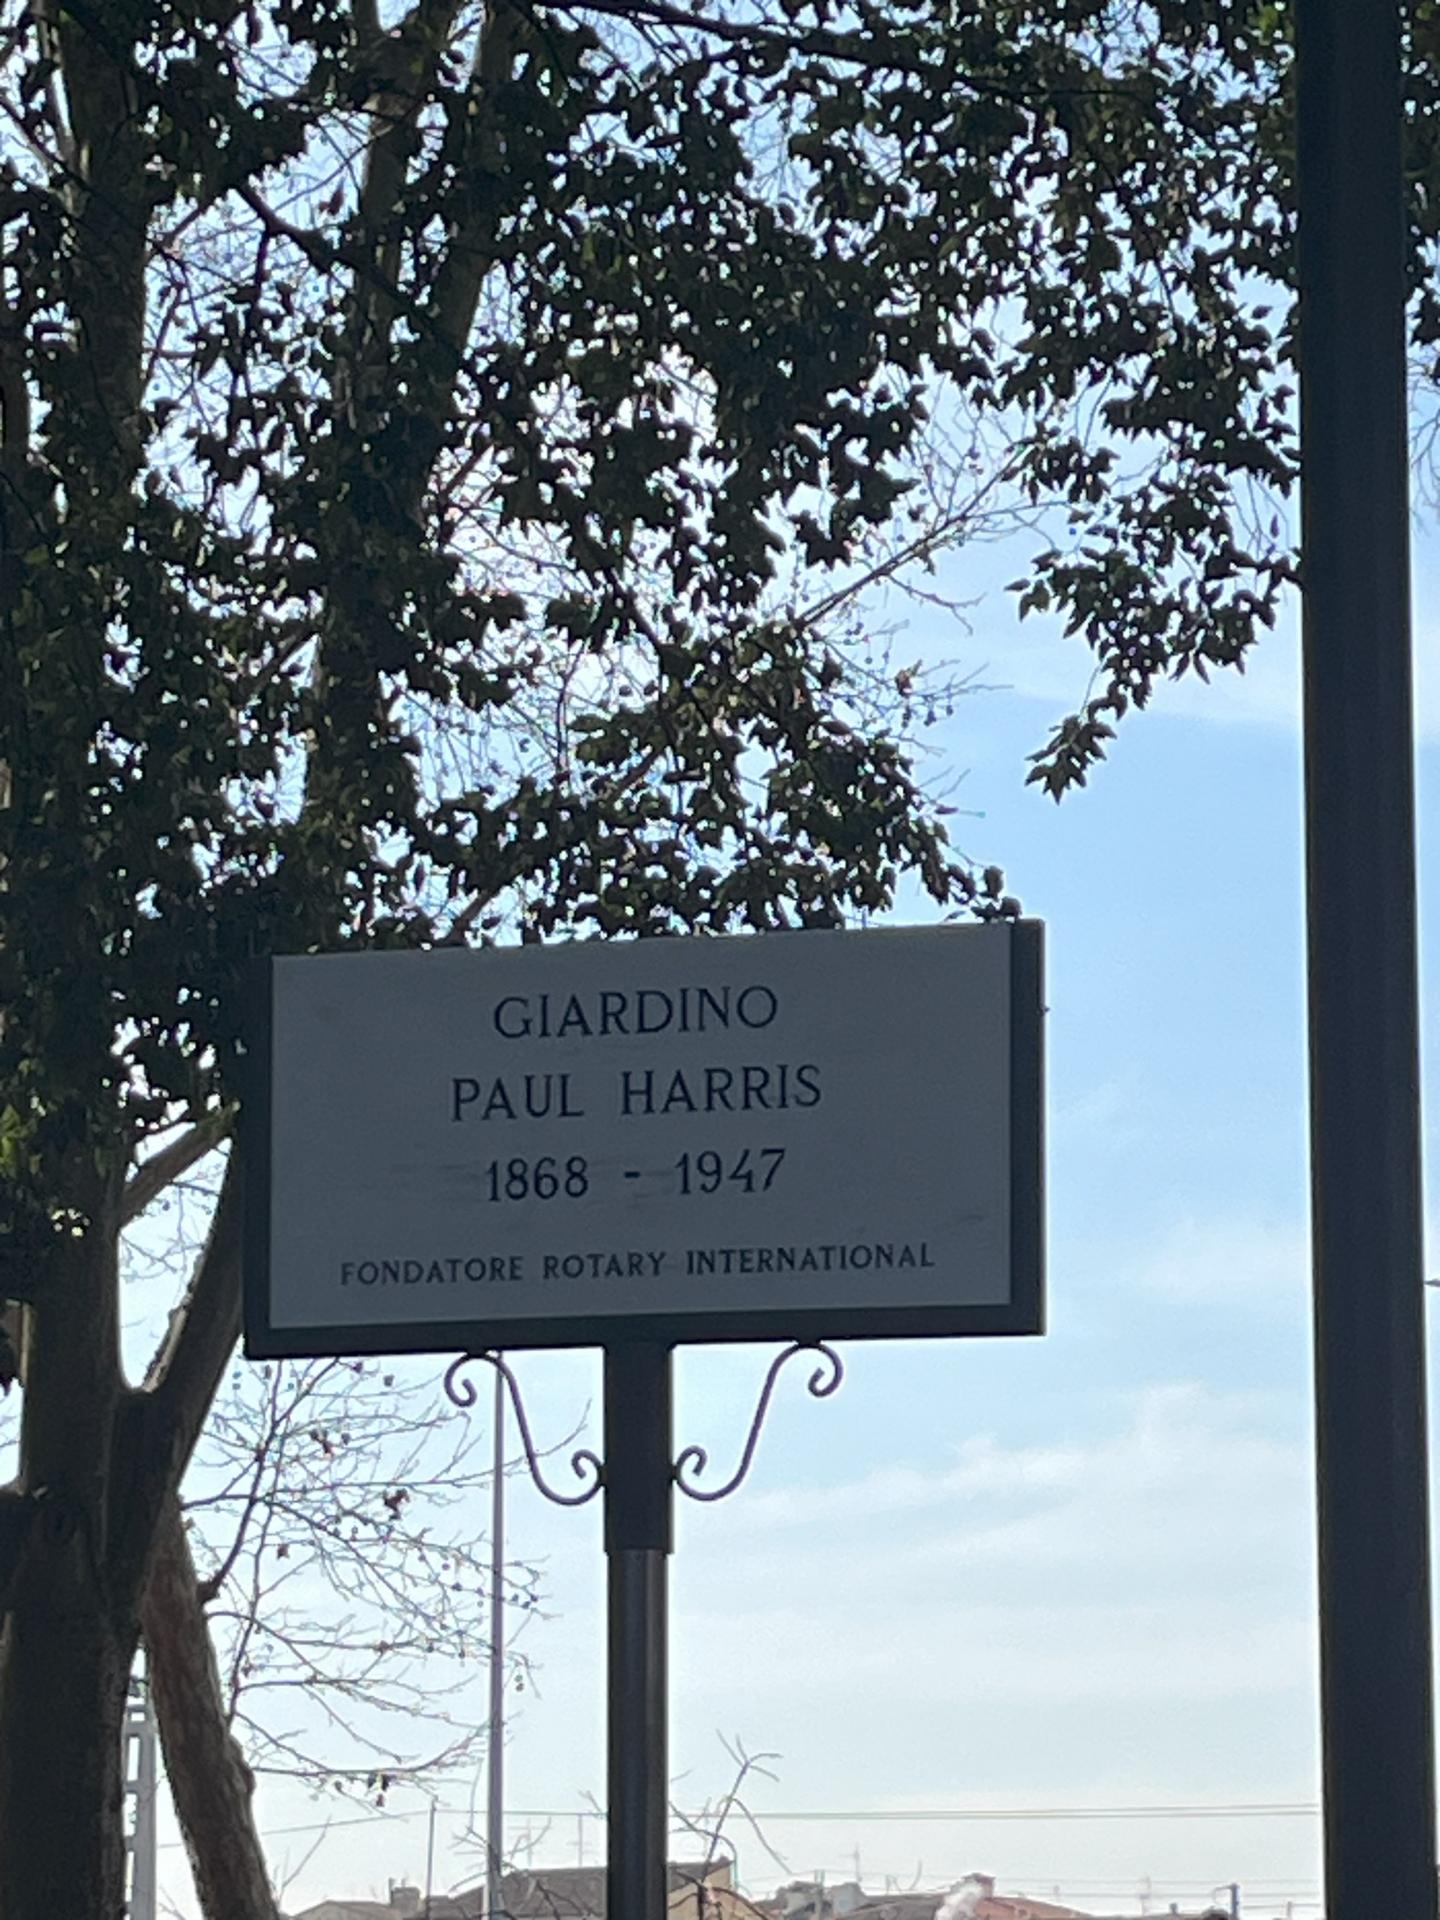 GIARDINO
PAUL HARRIS
1868 - 1947
FONDATORE ROTARY INTERNATIONAL